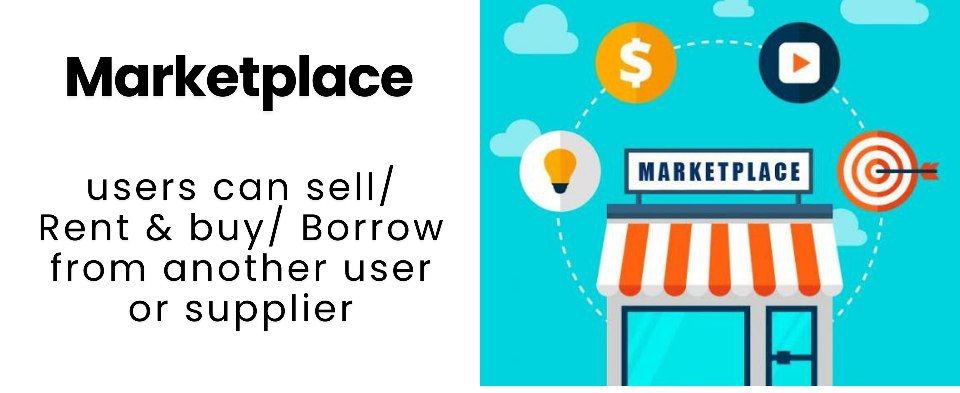 Marketplace
users can sell/
Rent & buy/ Borrow
from another user
or supplier
$
MARKETPLACE